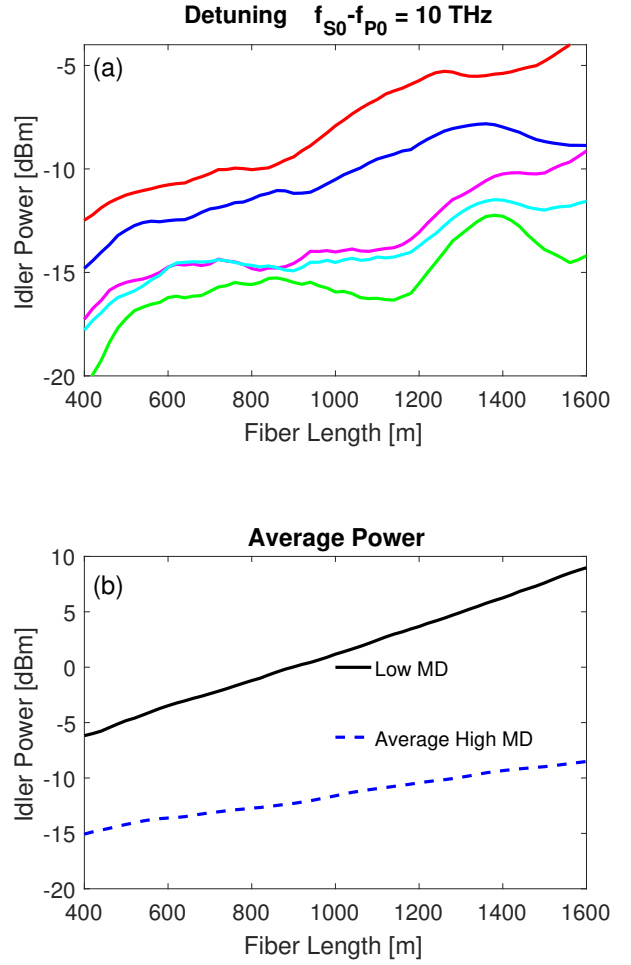 Detuning f_S0-f_P0 = 10 THz
(a)
Idler Power [dBm]
-5
-10
-15
-20
400 600 800 1000 1200 1400 1600
Fiber Length [m]
Average Power
(b)
Idler Power [dBm]
10
5
0
-5
-10
-15
-20
Low MD
Average High MD
400 600 800 1000 1200 1400 1600
Fiber Length [m]